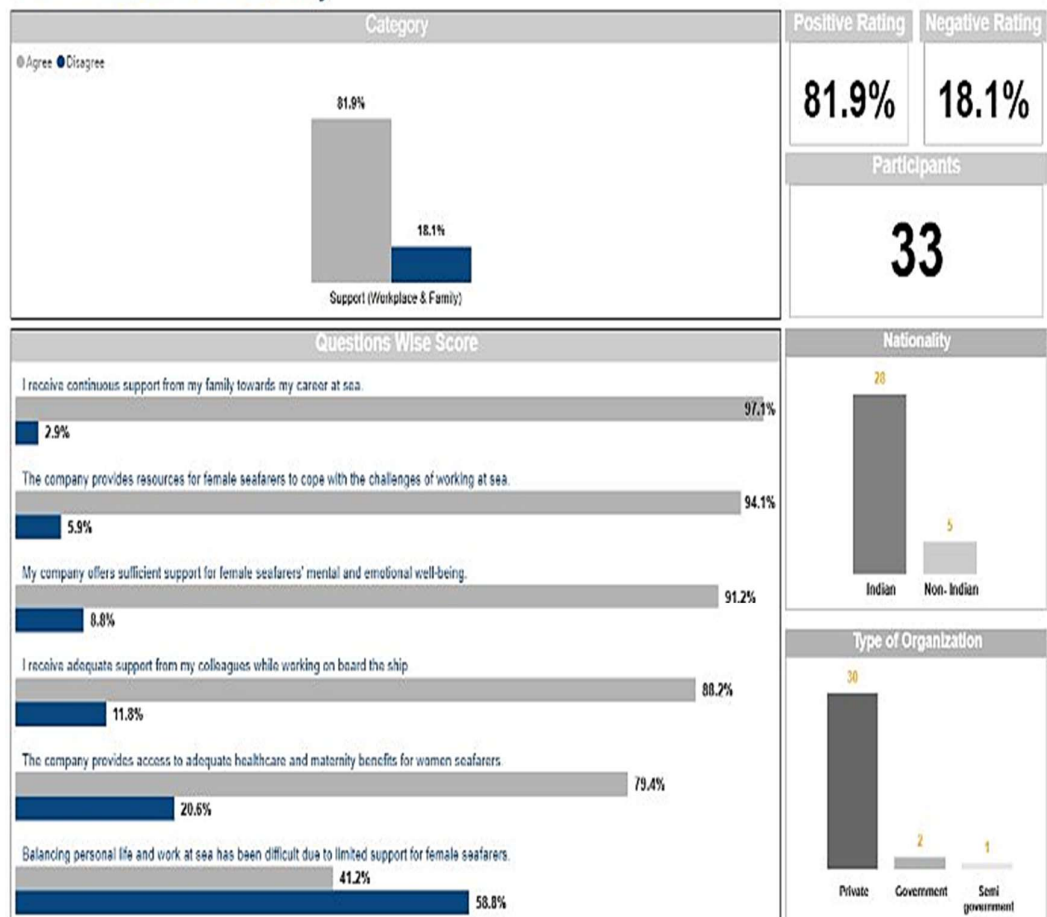 Category
Agree Disagree
81.9%
18.1%
Support (Workplace & Family)
Positive Rating
81.9%
Negative Rating
18.1%
Participants
33
Questions Wise Score
I receive continuous support from my family towards my career at sea.
97.1%
2.9%
The company provides resources for female seafarers to cope with the challenges of working at sea.
94.1%
5.9%
My company offers sufficient support for female seafarers' mental and emotional well-being.
91.2%
8.8%
I receive adequate support from my colleagues while working on board the ship
88.2%
11.8%
The company provides access to adequate healthcare and maternity benefits for women seafarers
79.4%
20.6%
Balancing personal life and work at sea has been difficult due to limited support for female seafarers.
41.2%
58.8%
Nationality
28
5
Indian Non- Indian
Type of Organization
30
2
1
Private Government Semi
government